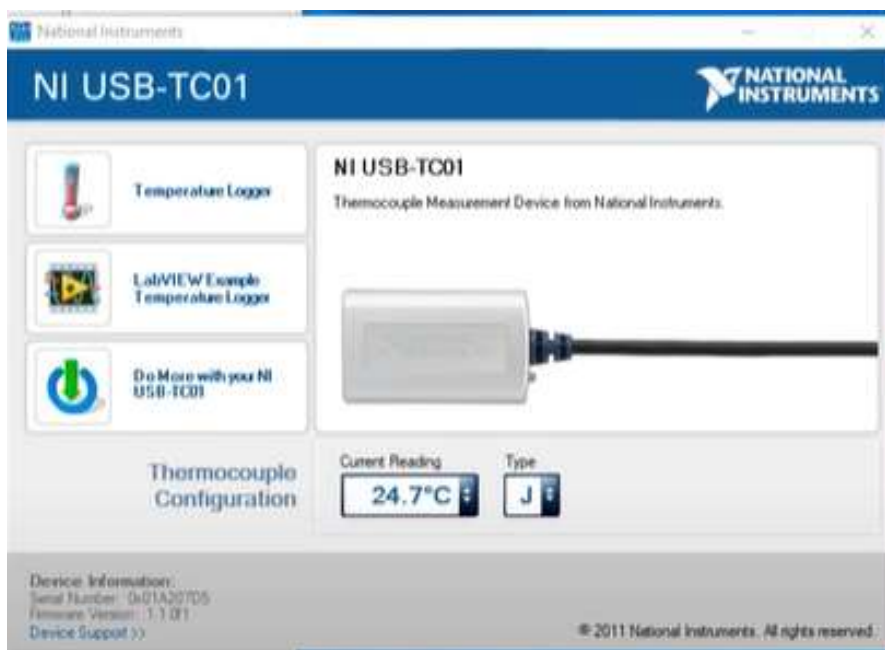 National Instruments
NI USB-TC01
NATIONAL
INSTRUMENTS
Temperature Logger
LabVIEW Example
Temperature Logger
Do More with your NI
USB-TC01
NI USB-TC01
Thermocouple Measurement Device from National Instruments.
Thermocouple
Configuration
Current Reading
24.7°C
Type
J
Device Information:
Serial Number: 0x01A207D5
Firmware Version:
Device Support >>
© 2011 National Instruments. All rights reserved.